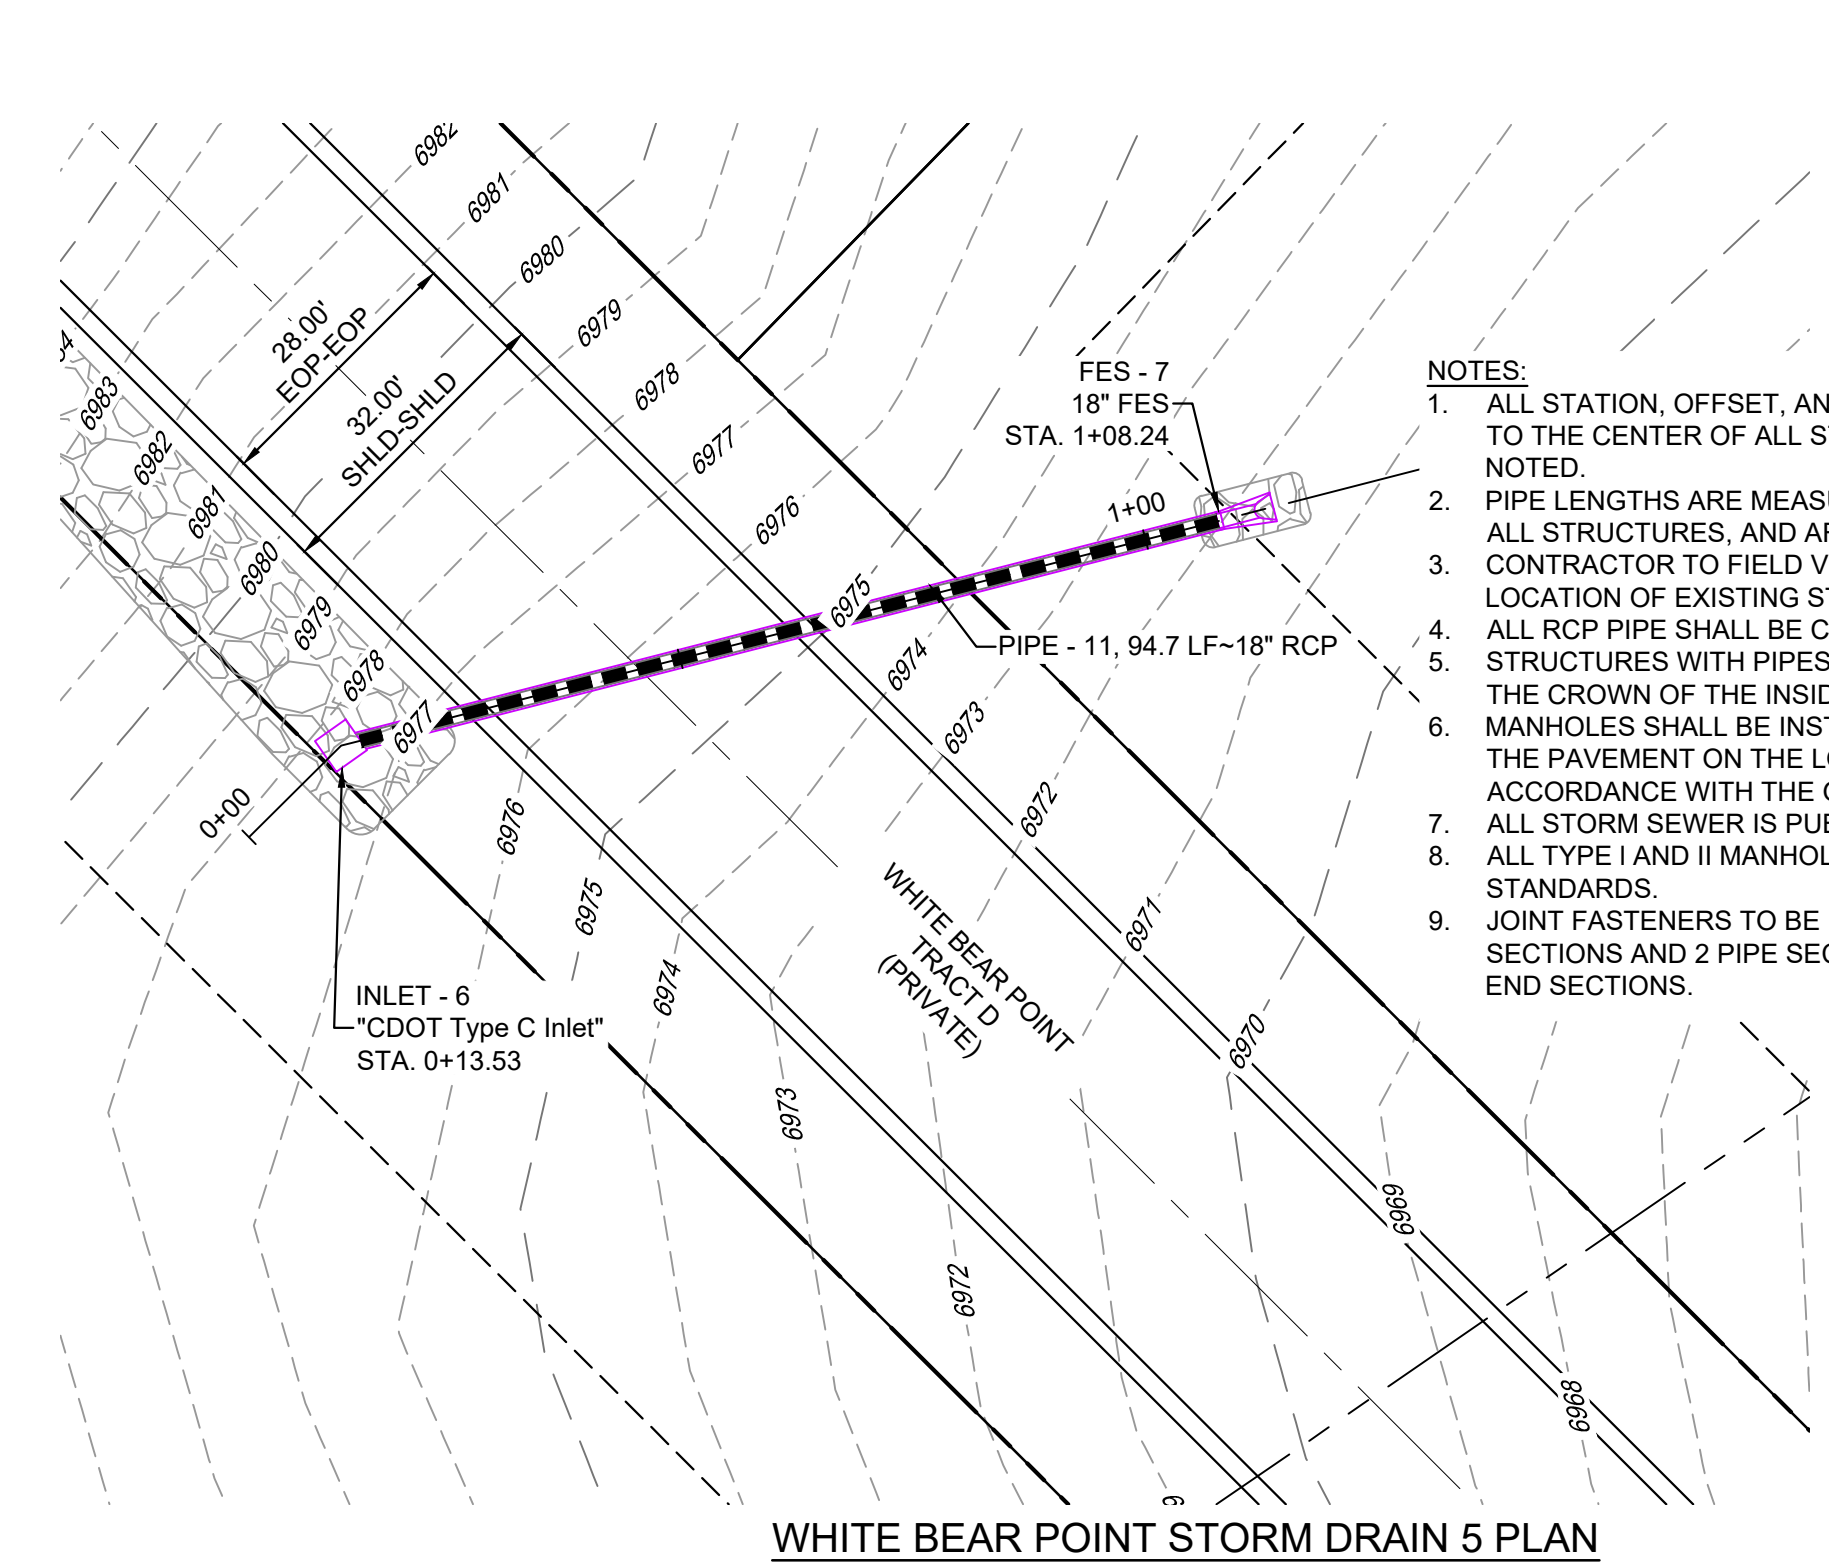 6982
6981
6980
6979
6978
6977
6976
6975
6974
6973
6972
6971
6970
6969
6968
28.00'
EOP-EOP
32.00'
SHLD-SHLD
6983
6982
6981
6980
6979
6978
6977
6976
6975
6974
6973
6972
FES - 7
18" FES
STA. 1+08.24
1+00
PIPE - 11, 94.7 LF~18" RCP
0+00
INLET - 6
"CDOT Type C Inlet"
STA. 0+13.53
WHITE BEAR POINT
TRACT D
(PRIVATE)
NOTES:
1. ALL STATION, OFFSET,
TO THE CENTER OF ALL
NOTED.
2. PIPE LENGTHS ARE
ALL STRUCTURES, AND
3. CONTRACTOR TO FIELD
LOCATION OF EXISTING
4. ALL RCP PIPE SHALL BE
5. STRUCTURES WITH PIPES
THE CROWN OF THE
6. MANHOLES SHALL BE
THE PAVEMENT ON THE
ACCORDANCE WITH THE
7. ALL STORM SEWER IS
8. ALL TYPE I AND II
STANDARDS.
9. JOINT FASTENERS TO BE
SECTIONS AND 2 PIPE
END SECTIONS.
WHITE BEAR POINT STORM DRAIN 5 PLAN